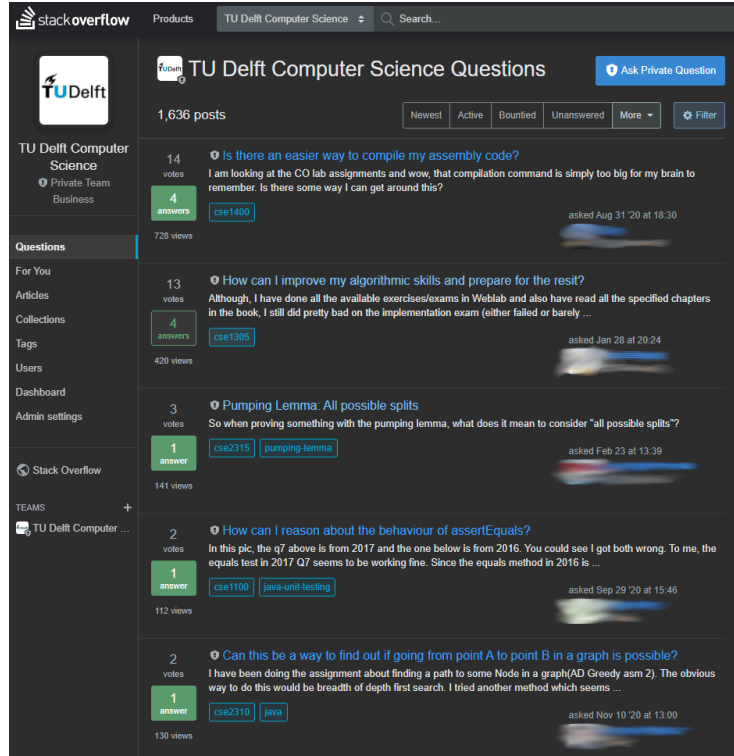 stackoverflow
Products
TU Delft Computer Science
Search...
TUDelft
TU Delft Computer Science
Private Team
Business
Questions
For You
Articles
Collections
Tags
Users
Dashboard
Admin settings
Stack Overflow
TEAMS +
TU Delft Computer ...
TU Delft Computer Science Questions
Ask Private Question
1,636 posts
Newest
Active
Bountied
Unanswered
More
Filter
14
votes
4
answers
728 views
Is there an easier way to compile my assembly code?
I am looking at the CO lab assignments and wow, that compilation command is simply too big for my brain to
remember. Is there some way I can get around this?
cse1400
asked Aug 31 '20 at 18:30
13
votes
4
answers
420 views
How can I improve my algorithmic skills and prepare for the resit?
Although, I have done all the available exercises/exams in Weblab and also have read all the specified chapters
in the book, I still did pretty bad on the implementation exam (either failed or barely ...
cse1305
asked Jan 28 at 20:24
3
votes
1
answer
141 views
Pumping Lemma: All possible splits
So when proving something with the pumping lemma, what does it mean to consider "all possible splits"?
cse2315
pumping-lemma
asked Feb 23 at 13:39
2
votes
1
answer
112 views
How can I reason about the behaviour of assertEquals?
In this pic, the q7 above is from 2017 and the one below is from 2016. You could see I got both wrong. To me, the
equals test in 2017 Q7 seems to be working fine. Since the equals method in 2016 is ...
cse1100
java-unit-testing
asked Sep 29 '20 at 15:46
2
votes
1
answer
130 views
Can this be a way to find out if going from point A to point B in a graph is possible?
I have been doing the assignment about finding a path to some Node in a graph(AD Greedy asm 2). The obvious
way to do this would be breadth of depth first search. I tried another method which seems ...
cse2310
java
asked Nov 10 '20 at 13:00